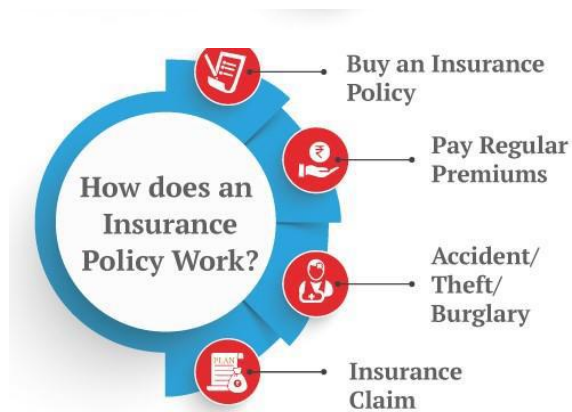 How does an
Insurance
Policy Work?
Buy an Insurance
Policy
₹
Pay Regular
Premiums
Accident/
Theft/
Burglary
PLAN
₹
Insurance
Claim